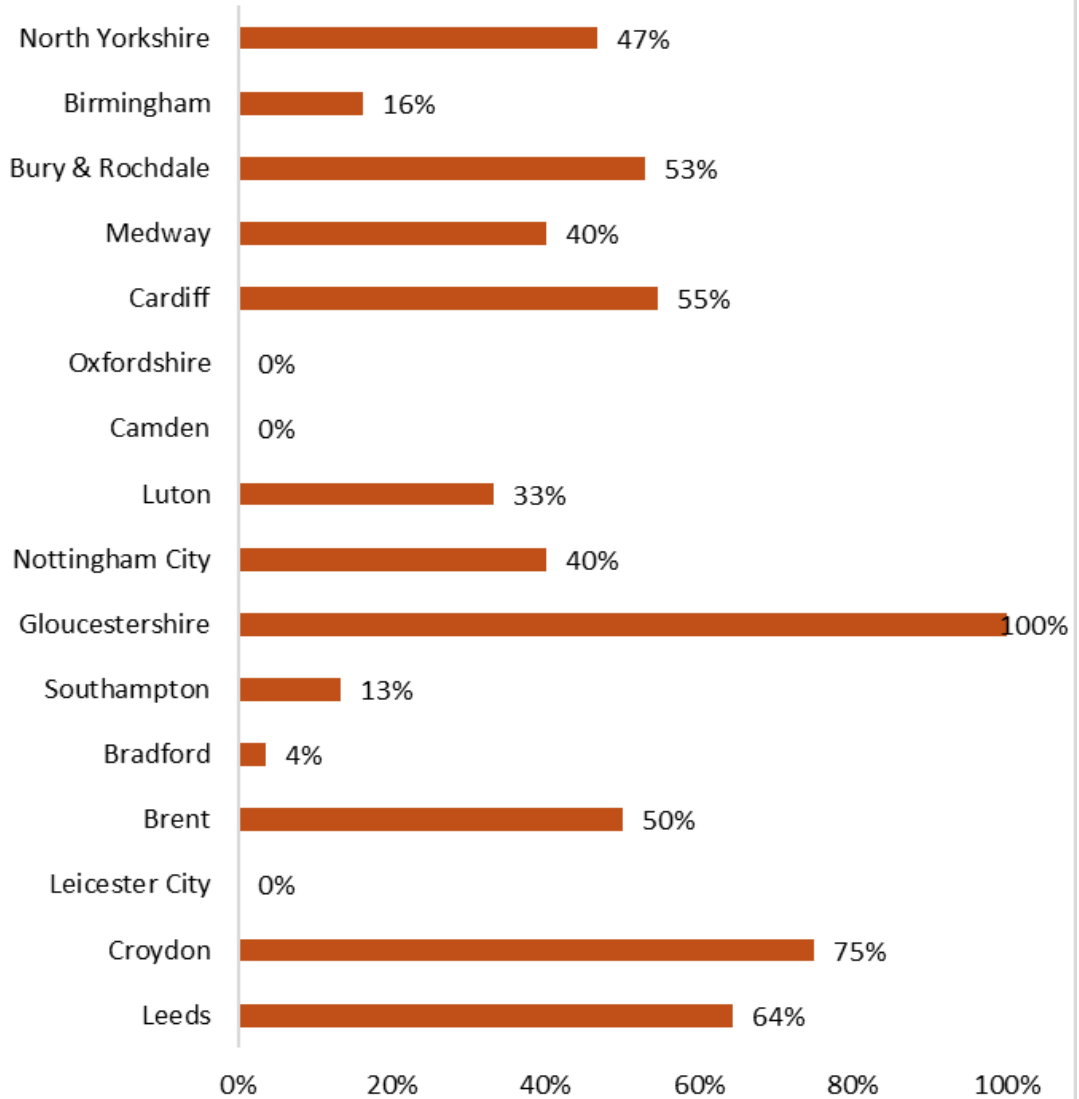 North Yorkshire 47%
Birmingham 16%
Bury & Rochdale 53%
Medway 40%
Cardiff 55%
Oxfordshire 0%
Camden 0%
Luton 33%
Nottingham City 40%
Gloucestershire 100%
Southampton 13%
Bradford 4%
Brent 50%
Leicester City 0%
Croydon 75%
Leeds 64%
0% 20% 40% 60% 80% 100%